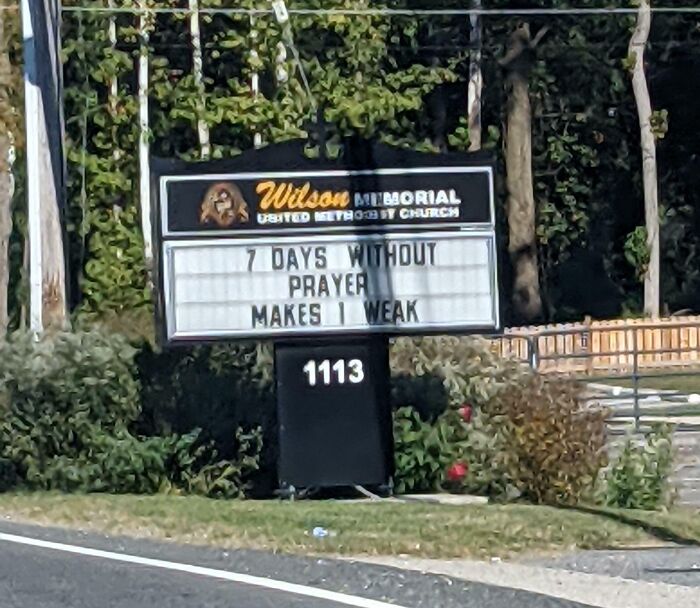 Wilson MEMORIAL
UNITED METHODIST CHURCH
7 DAYS WITHOUT
PRAYER
MAKES 1 WEAK
1113